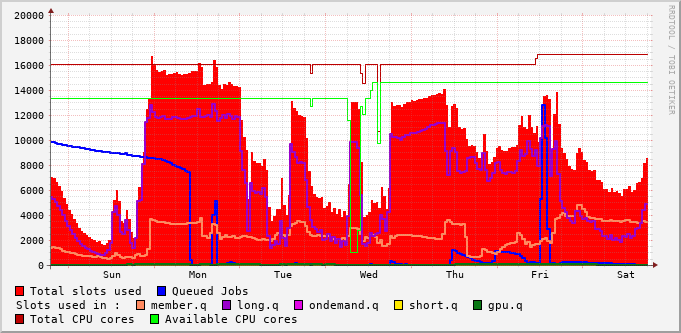 RRDTOOL / TOBI OETIKER
20000
18000
16000
14000
12000
10000
8000
6000
4000
2000
0
Sun Mon Tue Wed Thu Fri Sat
Total slots used Queued Jobs
Slots used in : member.q long.q ondemand.q short.q gpu.q
Total CPU cores Available CPU cores